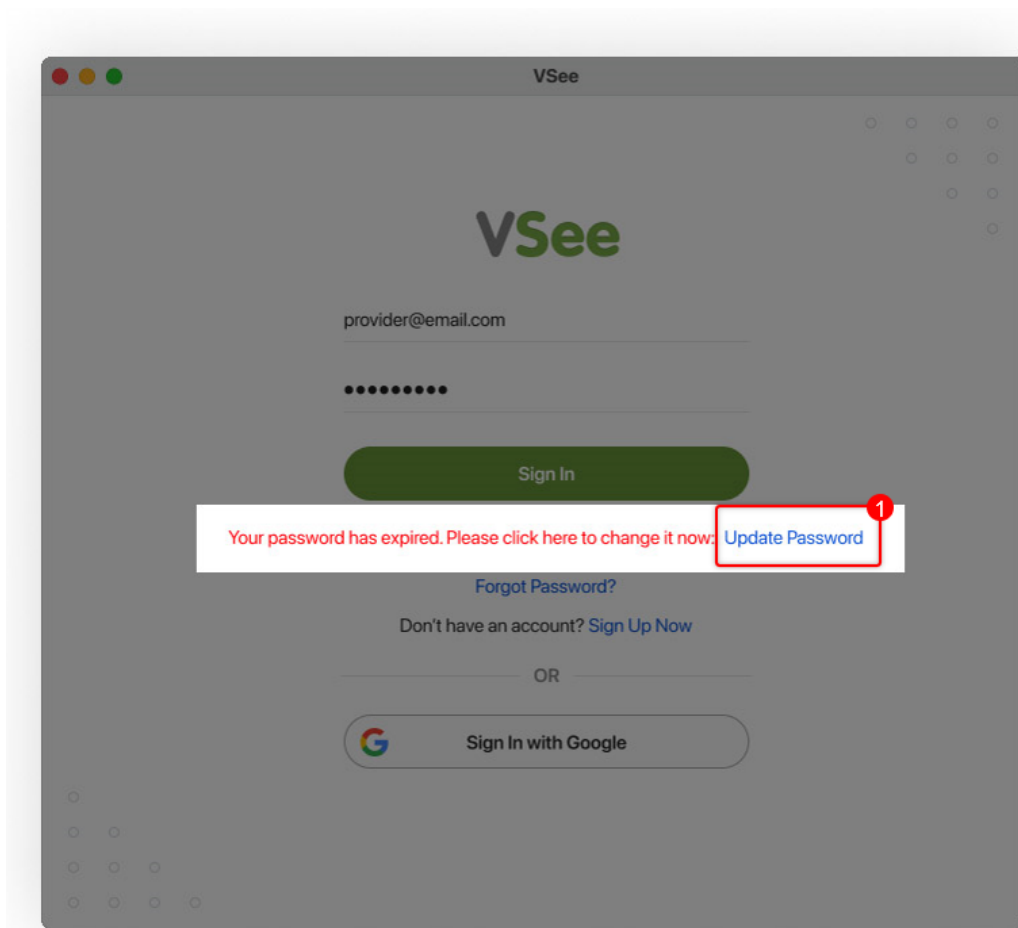 VSee
VSee
provider@email.com
•••••••••
Sign In
1
Your password has expired. Please click here to change it now: Update Password
Forgot Password?
Don't have an account? Sign Up Now
OR
Sign In with Google